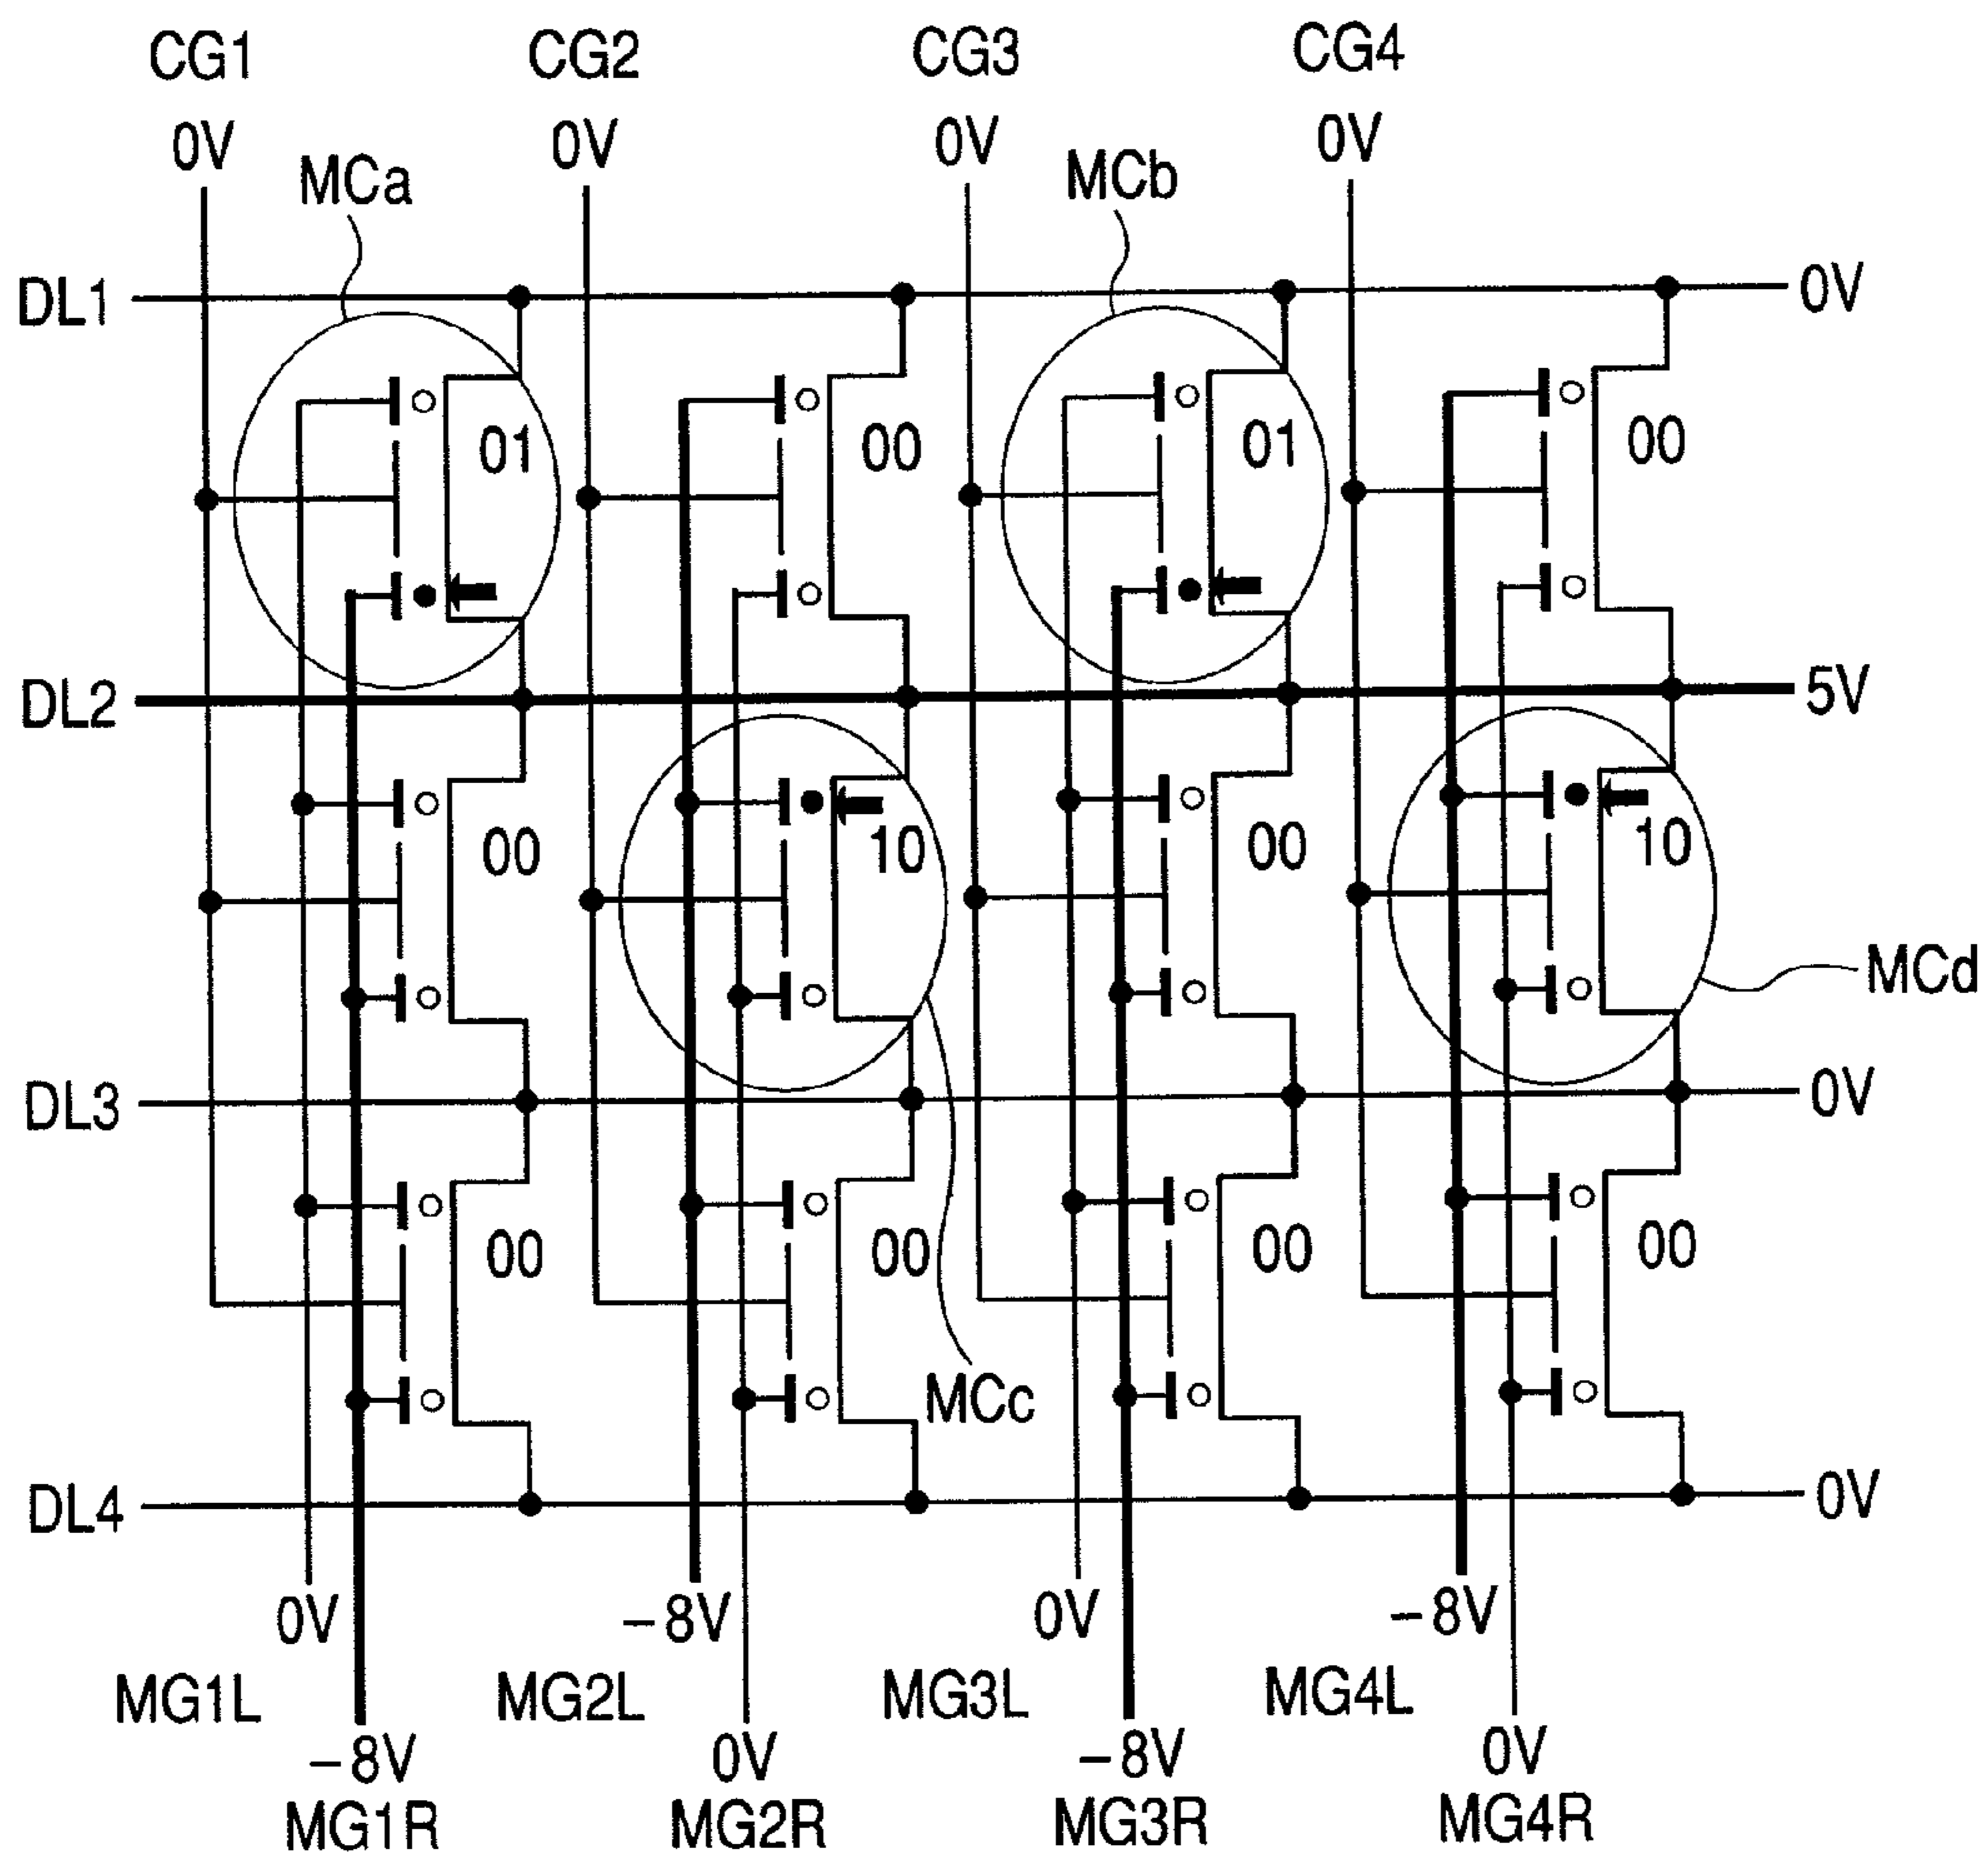 CG1 CG2 CG3 CG4
0V 0V 0V 0V
MCa MCb
DL1 0V
01 00 01 00
DL2 5V
00 10 00 10
MCd
DL3 0V
00 00 00 00
MCc
DL4 0V
0V −8V 0V −8V
MG1L MG2L MG3L MG4L
−8V 0V −8V 0V
MG1R MG2R MG3R MG4R